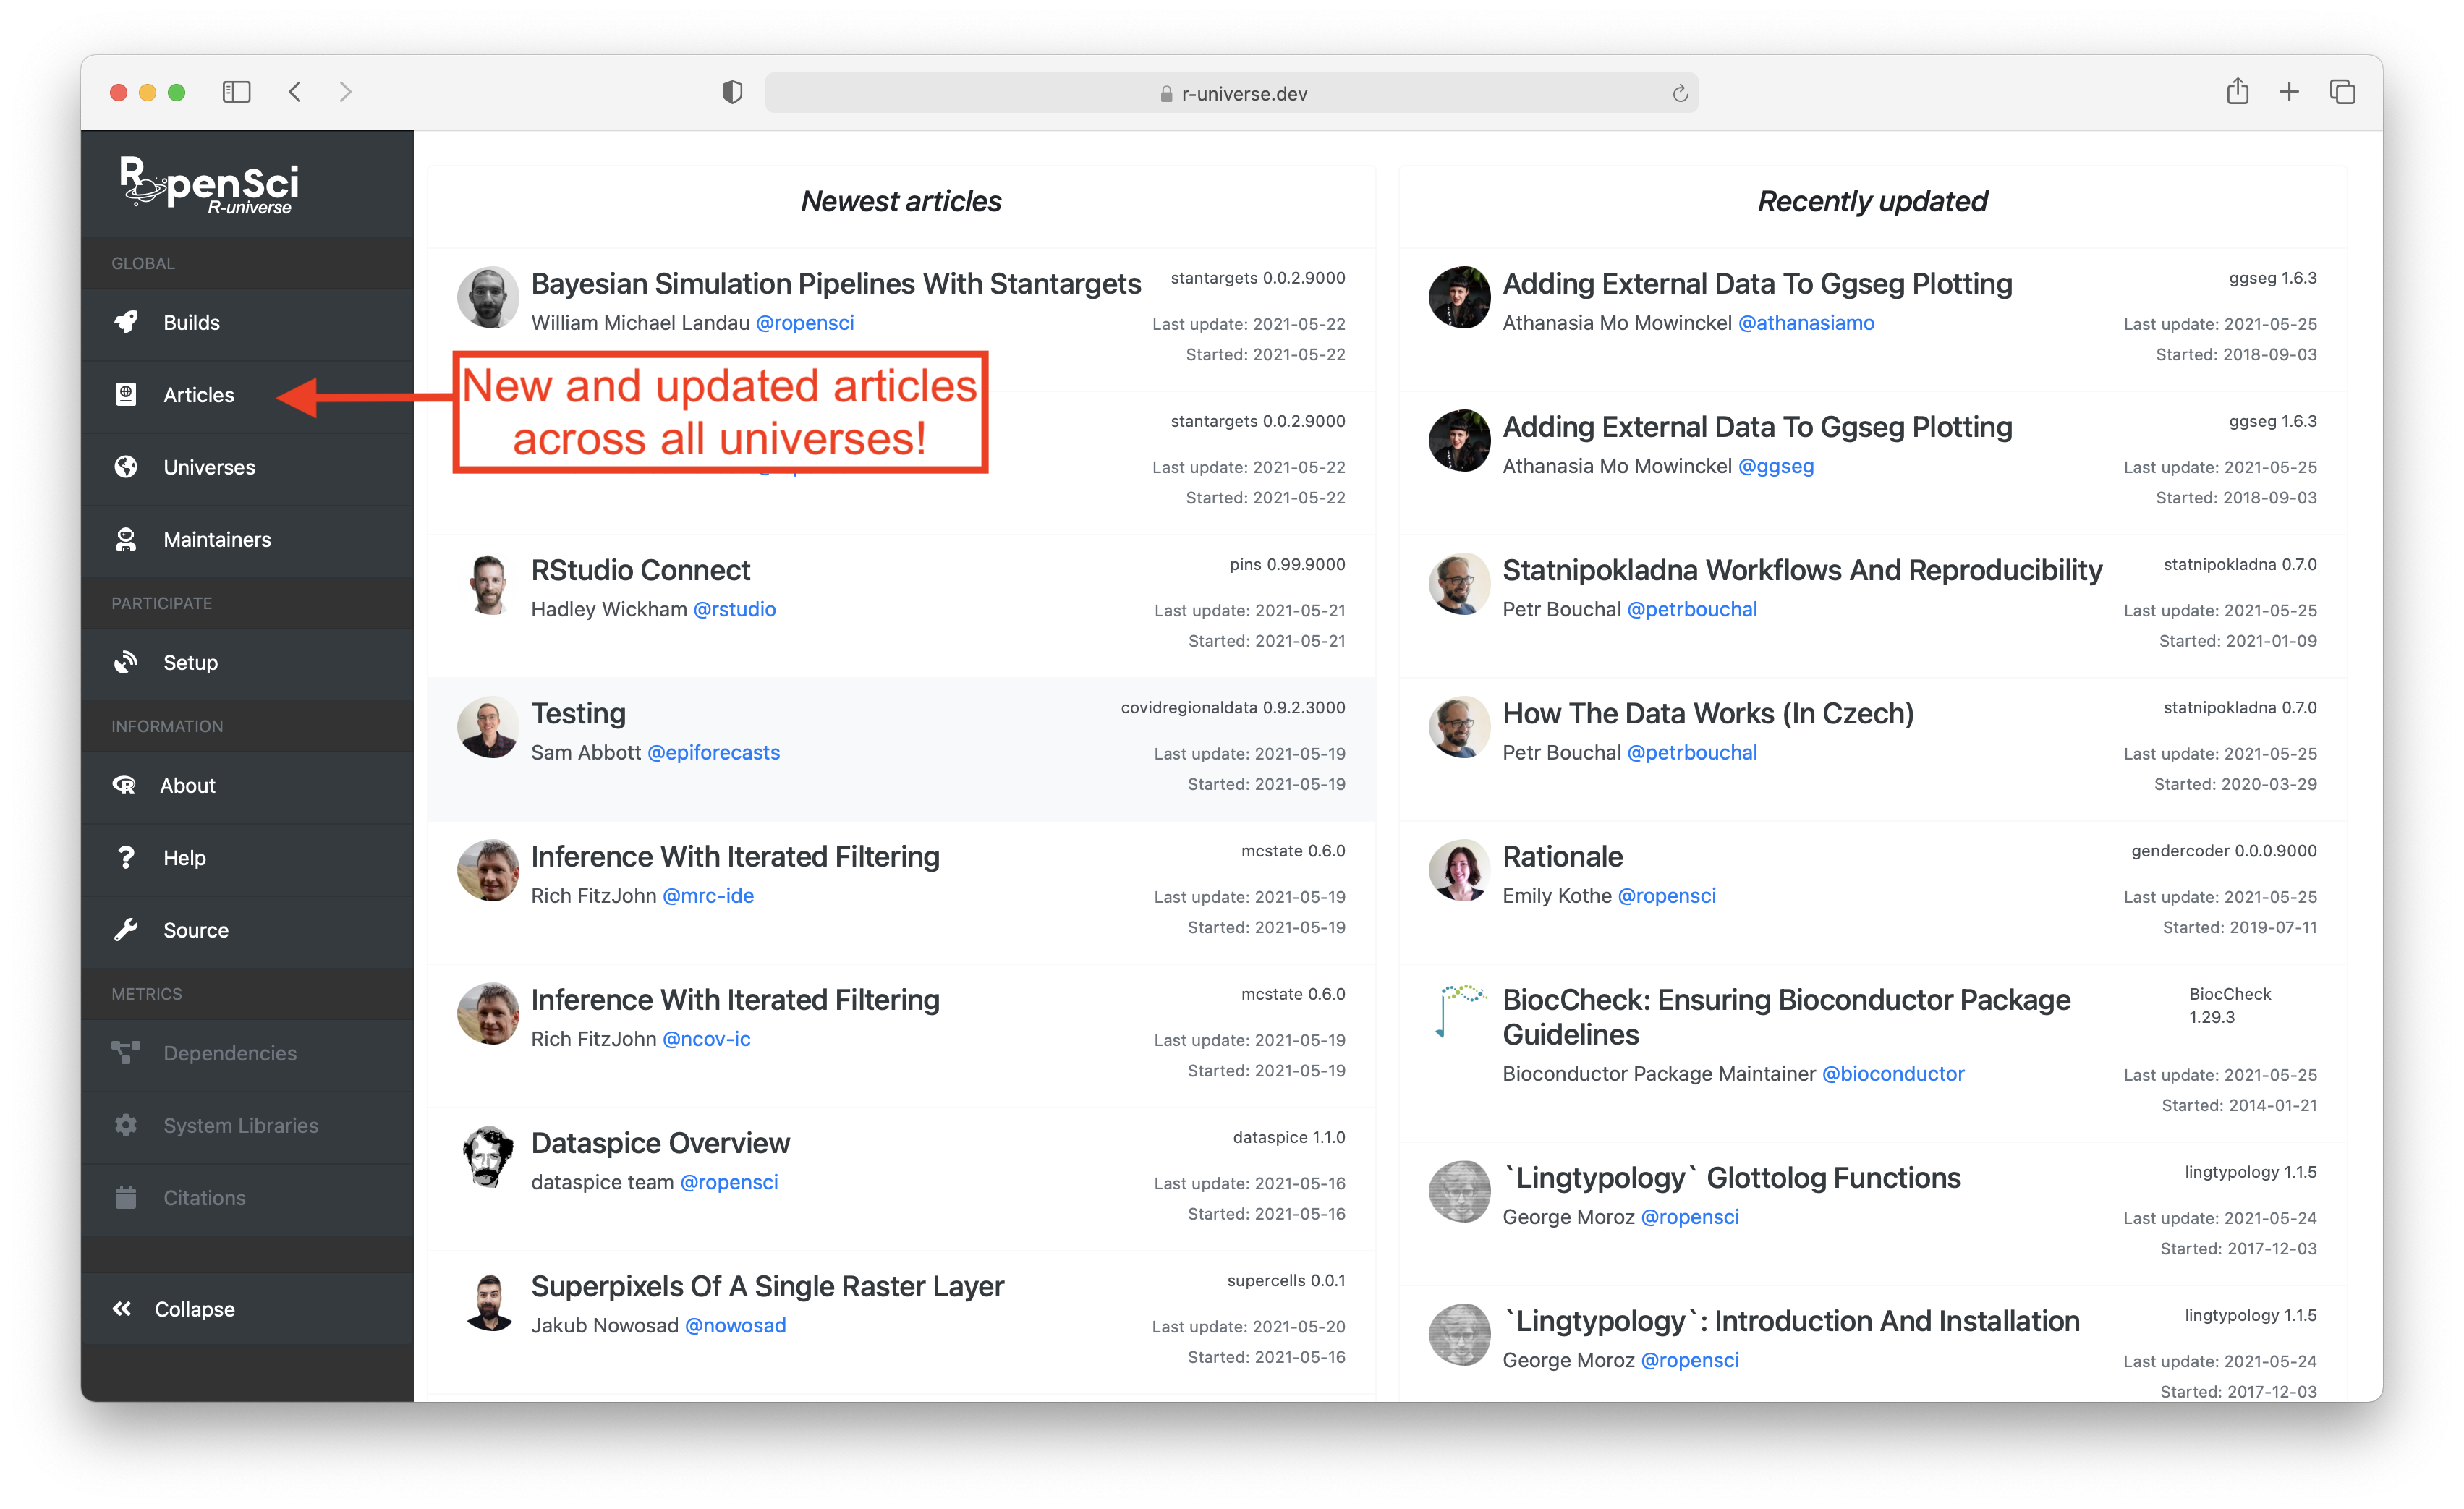 r-universe.dev
ROpenSci
R-universe
GLOBAL
Builds
Articles
Universes
Maintainers
PARTICIPATE
Setup
INFORMATION
About
Help
Source
METRICS
Dependencies
System Libraries
Citations
Collapse
New and updated articles
across all universes!
Newest articles
Bayesian Simulation Pipelines With Stantargets
stantargets 0.0.2.9000
William Michael Landau @ropensci
Last update: 2021-05-22
Started: 2021-05-22
stantargets 0.0.2.9000
Last update: 2021-05-22
Started: 2021-05-22
RStudio Connect
pins 0.99.9000
Hadley Wickham @rstudio
Last update: 2021-05-21
Started: 2021-05-21
Testing
covidregionaldata 0.9.2.3000
Sam Abbott @epiforecasts
Last update: 2021-05-19
Started: 2021-05-19
Inference With Iterated Filtering
mcstate 0.6.0
Rich FitzJohn @mrc-ide
Last update: 2021-05-19
Started: 2021-05-19
Inference With Iterated Filtering
mcstate 0.6.0
Rich FitzJohn @ncov-ic
Last update: 2021-05-19
Started: 2021-05-19
Dataspice Overview
dataspice 1.1.0
dataspice team @ropensci
Last update: 2021-05-16
Started: 2021-05-16
Superpixels Of A Single Raster Layer
supercells 0.0.1
Jakub Nowosad @nowosad
Last update: 2021-05-20
Started: 2021-05-16
Recently updated
Adding External Data To Ggseg Plotting
ggseg 1.6.3
Athanasia Mo Mowinckel @athanasiamo
Last update: 2021-05-25
Started: 2018-09-03
Adding External Data To Ggseg Plotting
ggseg 1.6.3
Athanasia Mo Mowinckel @ggseg
Last update: 2021-05-25
Started: 2018-09-03
Statnipokladna Workflows And Reproducibility
statnipokladna 0.7.0
Petr Bouchal @petrbouchal
Last update: 2021-05-25
Started: 2021-01-09
How The Data Works (In Czech)
statnipokladna 0.7.0
Petr Bouchal @petrbouchal
Last update: 2021-05-25
Started: 2020-03-29
Rationale
gendercoder 0.0.0.9000
Emily Kothe @ropensci
Last update: 2021-05-25
Started: 2019-07-11
BiocCheck: Ensuring Bioconductor Package
Guidelines
BiocCheck
1.29.3
Bioconductor Package Maintainer @bioconductor
Last update: 2021-05-25
Started: 2014-01-21
`Lingtypology` Glottolog Functions
lingtypology 1.1.5
George Moroz @ropensci
Last update: 2021-05-24
Started: 2017-12-03
`Lingtypology`: Introduction And Installation
lingtypology 1.1.5
George Moroz @ropensci
Last update: 2021-05-24
Started: 2017-12-03